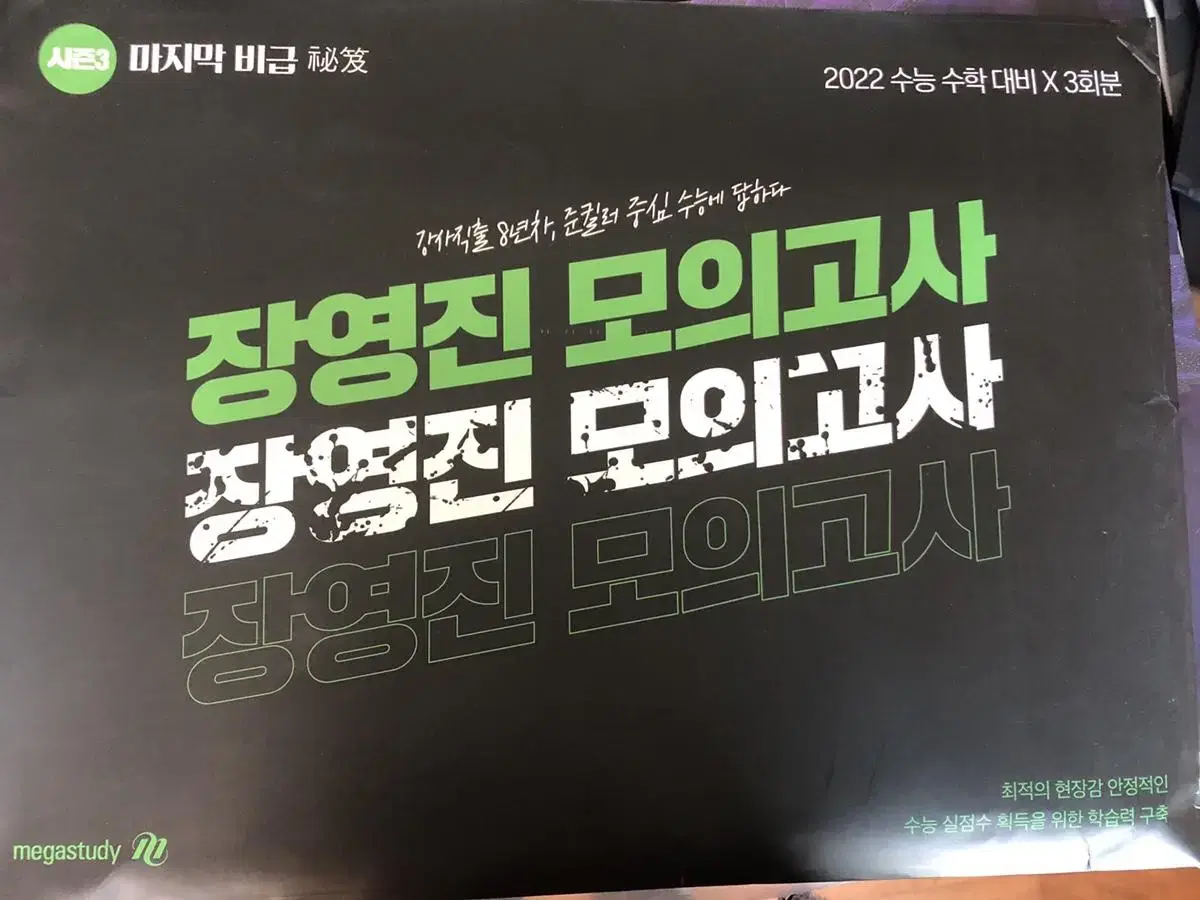 시즌3 마지막 비급 祕笈
2022 수능 수학 대비 X 3회분
강사직출 8년차, 준킬러 중심 수능에 답하다
장영진 모의고사
장영진 모의고사
장영진 모의고사
최적의 현장감 안정적인
수능 실점수 획득을 위한 학습력 구축
megastudy